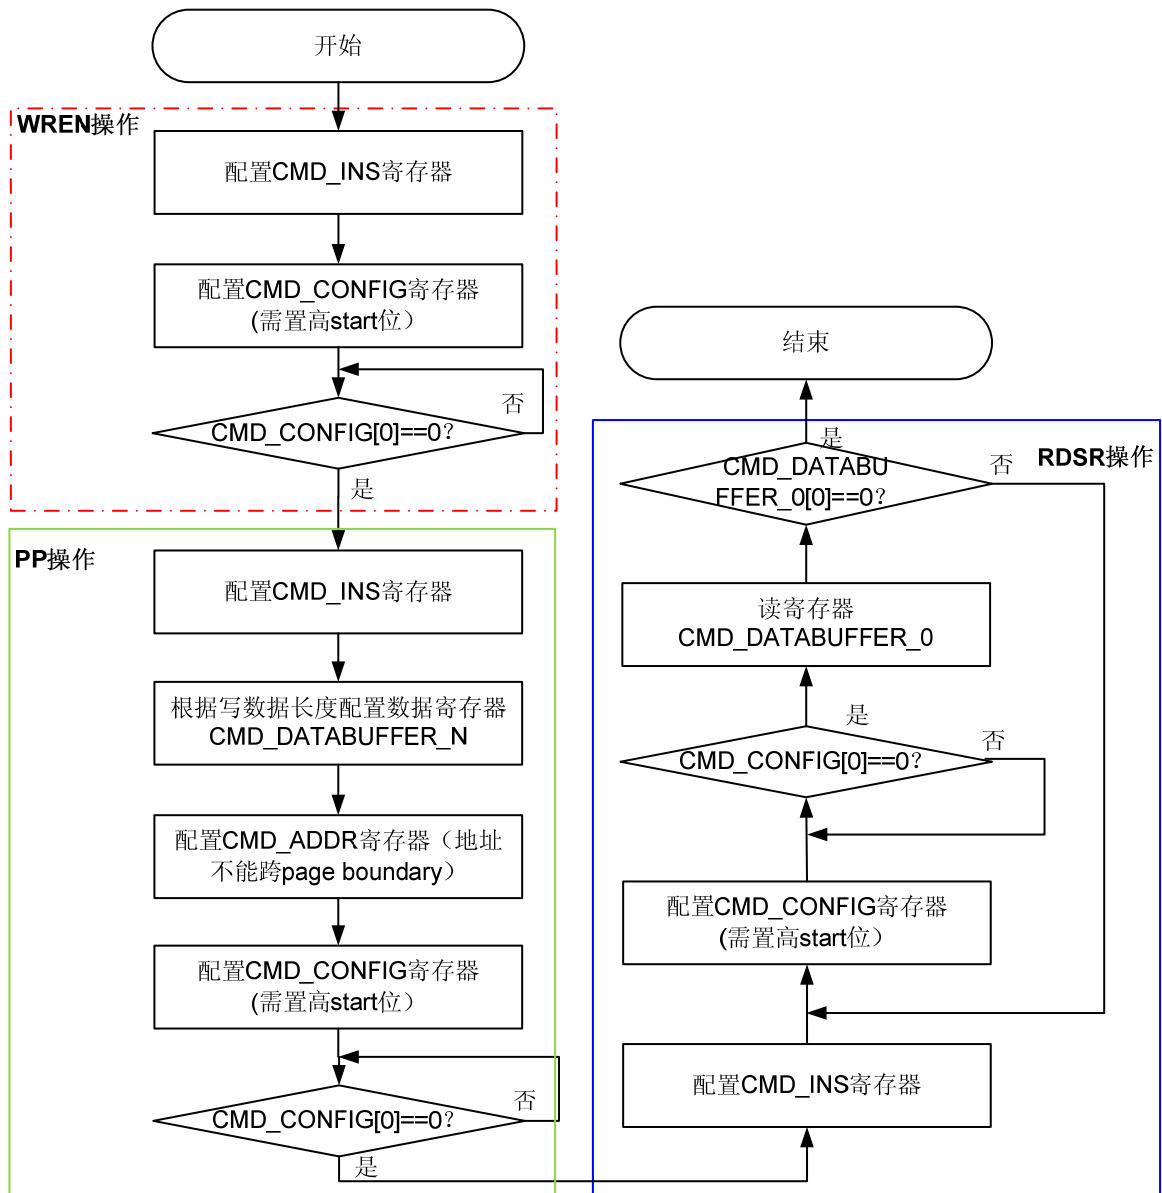 开始
WREN操作
配置CMD_INS寄存器
配置CMD_CONFIG寄存器
(需置高start位）
否
CMD_CONFIG[0]==0?
是
PP操作
配置CMD_INS寄存器
根据写数据长度配置数据寄存器
CMD_DATABUFFER_N
配置CMD_ADDR寄存器（地址
不能跨page boundary）
配置CMD_CONFIG寄存器
(需置高start位）
否
CMD_CONFIG[0]==0?
是
结束
是
RDSR操作
否
CMD_DATABU
FFER_0[0]==0?
读寄存器
CMD_DATABUFFER_0
是
否
CMD_CONFIG[0]==0?
配置CMD_CONFIG寄存器
(需置高start位）
配置CMD_INS寄存器